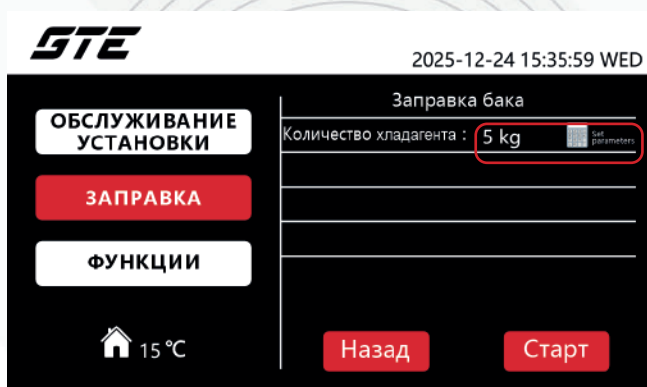 GTE
2025-12-24 15:35:59 WED
ОБСЛУЖИВАНИЕ
УСТАНОВКИ
ЗАПРАВКА
ФУНКЦИИ
15 °C
Заправка бака
Количество хладагента : 5 kg
Set
parameters
Назад
Старт